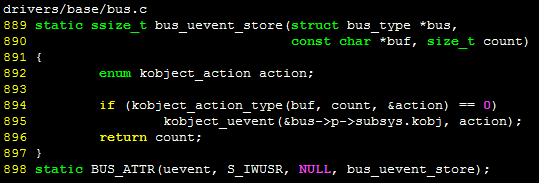 drivers/base/bus.c
889 static ssize_t bus_uevent_store(struct bus_type *bus,
890                                 const char *buf, size_t count)
891 {
892         enum kobject_action action;
893
894         if (kobject_action_type(buf, count, &action) == 0)
895                 kobject_uevent(&bus->p->subsys.kobj, action);
896         return count;
897 }
898 static BUS_ATTR(uevent, S_IWUSR, NULL, bus_uevent_store);